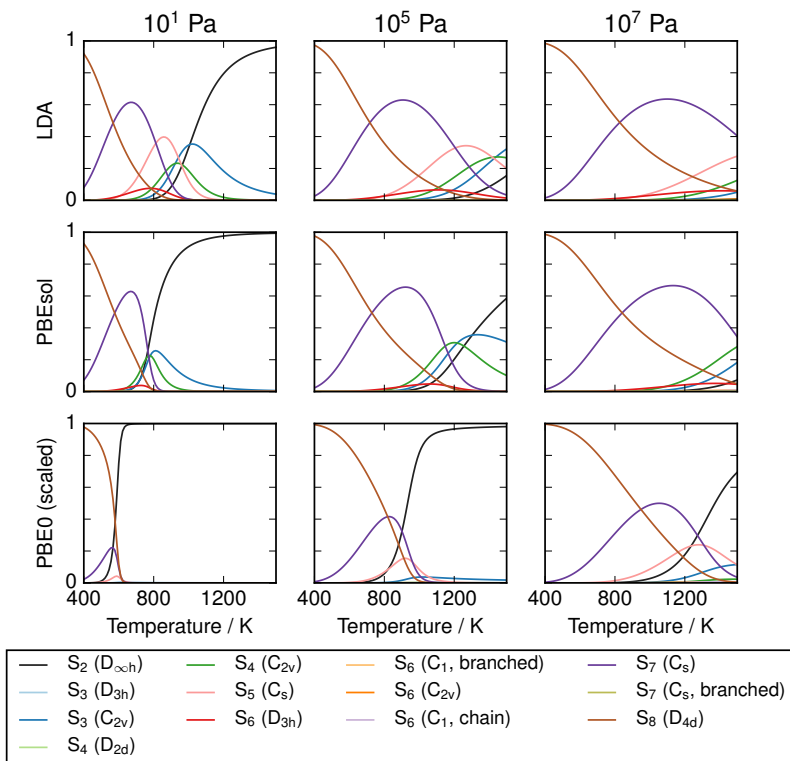 10¹ Pa 10⁵ Pa 10⁷ Pa
1
LDA
0
1
PBEsol
0
1
PBE0 (scaled)
0
400 800 1200 400 800 1200 400 800 1200
Temperature / K Temperature / K Temperature / K
S₂ (D∞h) S₄ (C₂ᵥ) S₆ (C₁, branched) S₇ (Cₛ)
S₃ (D₃ₕ) S₅ (Cₛ) S₆ (C₂ᵥ) S₇ (Cₛ, branched)
S₃ (C₂ᵥ) S₆ (D₃ₕ) S₆ (C₁, chain) S₈ (D₄d)
S₄ (D₂d)